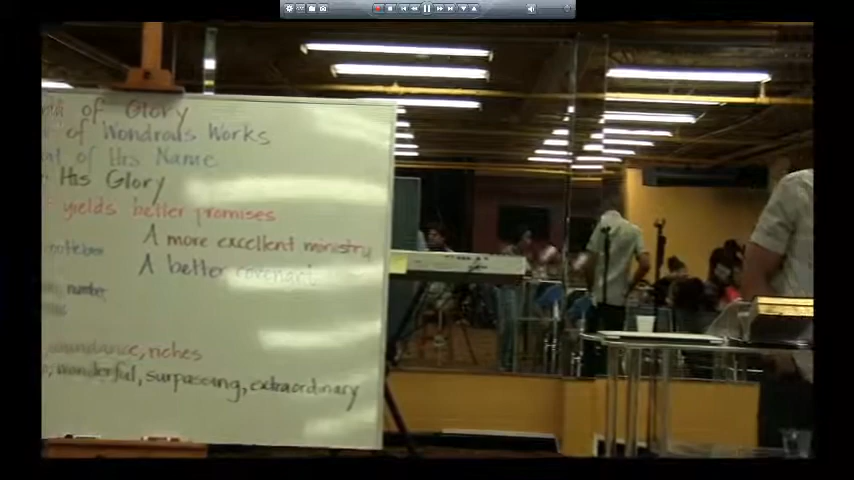 of Glory
of Wondrous Works
of His Name
His Glory
yields better promises
A more excellent ministry
A better covenant
number
abundance, riches
wonderful, surpassing, extraordinary